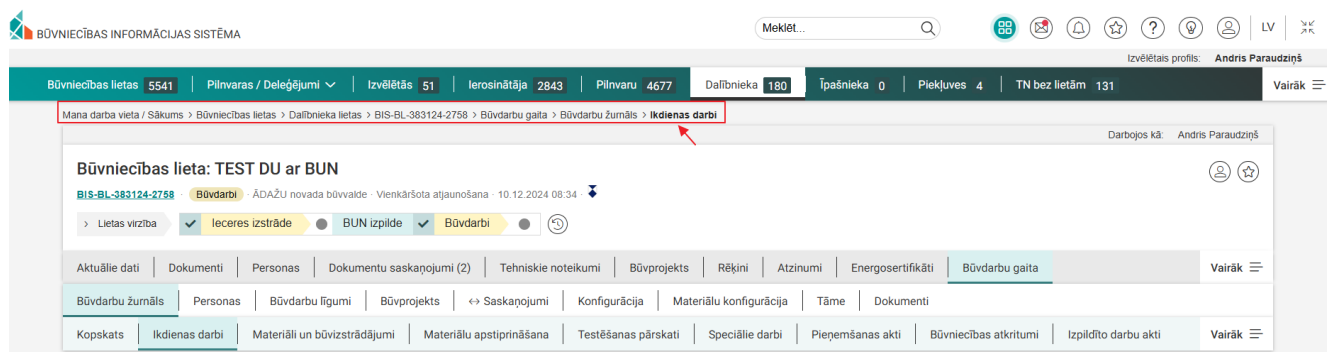 BŪVNIECĪBAS INFORMĀCIJAS SISTĒMA Meklēt... LV
Izvēlētais profils: Andris Paraudziņš
Būvniecības lietas 5541 Pilnvaras / Deleģējumi Izvēlētās 51 Ierosinātāja 2843 Pilnvaru 4677 Dalībnieka 180 Īpašnieka 0 Piekļuves 4 TN bez lietām 131 Vairāk
Mana darba vieta / Sākums > Būvniecības lietas > Dalībnieka lietas > BIS-BL-383124-2758 > Būvdarbu gaita > Būvdarbu žurnāls > Ikdienas darbi
Darbojos kā: Andris Paraudziņš
Būvniecības lieta: TEST DU ar BUN
BIS-BL-383124-2758 · Būvdarbi · ĀDAŽU novada būvvalde · Vienkāršota atjaunošana · 10.12.2024 08:34 ·
> Lietas virzība Ieceres izstrāde BUN izpilde Būvdarbi
Aktuālie dati Dokumenti Personas Dokumentu saskaņojumi (2) Tehniskie noteikumi Būvprojekts Rēķini Atzinumi Energosertifikāti Būvdarbu gaita Vairāk
Būvdarbu žurnāls Personas Būvdarbu līgumi Būvprojekts ↔ Saskaņojumi Konfigurācija Materiālu konfigurācija Tāme Dokumenti
Kopskats Ikdienas darbi Materiāli un būvizstrādājumi Materiālu apstiprināšana Testēšanas pārskati Speciālie darbi Pieņemšanas akti Būvniecības atkritumi Izpildīto darbu akti Vairāk